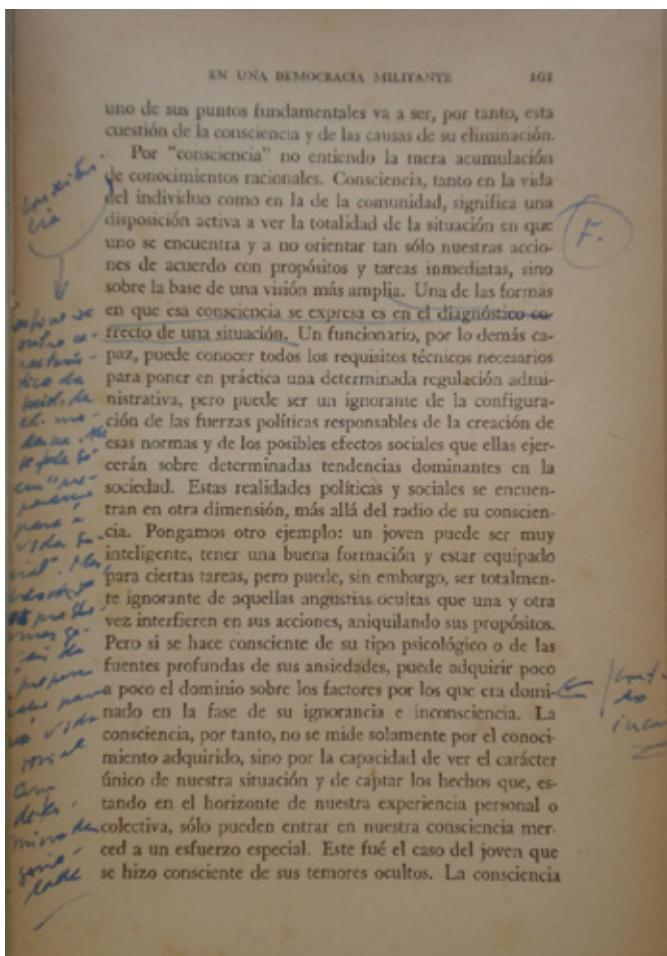 EN UNA DEMOCRACIA MILITANTE 101
uno de sus puntos fundamentales va a ser, por tanto, esta
cuestión de la consciencia y de las causas de su eliminación.
Por "consciencia" no entiendo la mera acumulación
de conocimientos racionales. Consciencia, tanto en la vida
del individuo como en la de la comunidad, significa una
disposición activa a ver la totalidad de la situación en que
uno se encuentra y a no orientar tan sólo nuestras accio-
nes de acuerdo con propósitos y tareas inmediatas, sino
sobre la base de una visión más amplia. Una de las formas
en que esa consciencia se expresa es en el diagnóstico co-
rrecto de una situación. Un funcionario, por lo demás ca-
paz, puede conocer todos los requisitos técnicos necesarios
para poner en práctica una determinada regulación admi-
nistrativa, pero puede ser un ignorante de la configura-
ción de las fuerzas políticas responsables de la creación de
esas normas y de los posibles efectos sociales que ellas ejer-
cerán sobre determinadas tendencias dominantes en la
sociedad. Estas realidades políticas y sociales se encuen-
tran en otra dimensión, más allá del radio de su conscien-
cia. Pongamos otro ejemplo: un joven puede ser muy
inteligente, tener una buena formación y estar equipado
para ciertas tareas, pero puede, sin embargo, ser totalmen-
te ignorante de aquellas angustias ocultas que una y otra
vez interfieren en sus acciones, aniquilando sus propósitos.
Pero si se hace consciente de su tipo psicológico o de las
fuentes profundas de sus ansiedades, puede adquirir poco
a poco el dominio sobre los factores por los que era domi-
nado en la fase de su ignorancia e inconsciencia. La
consciencia, por tanto, no se mide solamente por el conoci-
miento adquirido, sino por la capacidad de ver el carácter
único de nuestra situación y de captar los hechos que, es-
tando en el horizonte de nuestra experiencia personal o
colectiva, sólo pueden entrar en nuestra consciencia mer-
ced a un esfuerzo especial. Este fué el caso del joven que
se hizo consciente de sus temores ocultos. La consciencia
F.
para a
vida so-
cial".
vida
social